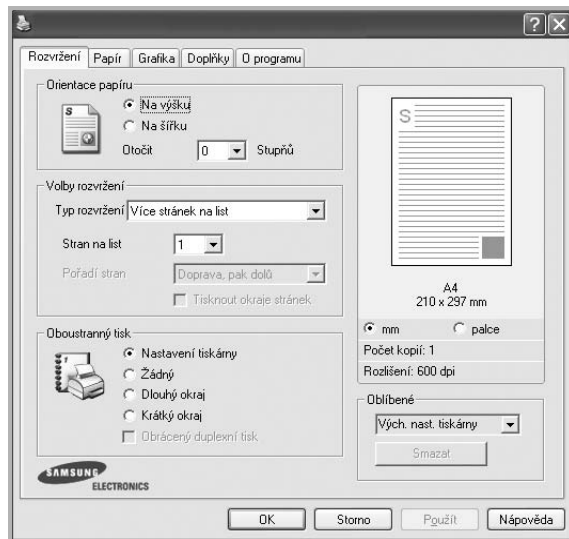 Rozvržení Papír Grafika Doplňky O programu
Orientace papíru
S
Na výšku
Na šířku
Otočit 0 Stupňů
Volby rozvržení
Typ rozvržení Více stránek na list
Stran na list 1
Pořadí stran Doprava, pak dolů
Tisknout okraje stránek
Oboustranný tisk
Nastavení tiskárny
Žádný
Dlouhý okraj
Krátký okraj
Obrácený duplexní tisk
SAMSUNG
ELECTRONICS
S
A4
210 x 297 mm
mm palce
Počet kopií: 1
Rozlišení: 600 dpi
Oblíbené
Vých. nast. tiskárny
Smazat
OK Storno Použít Nápověda